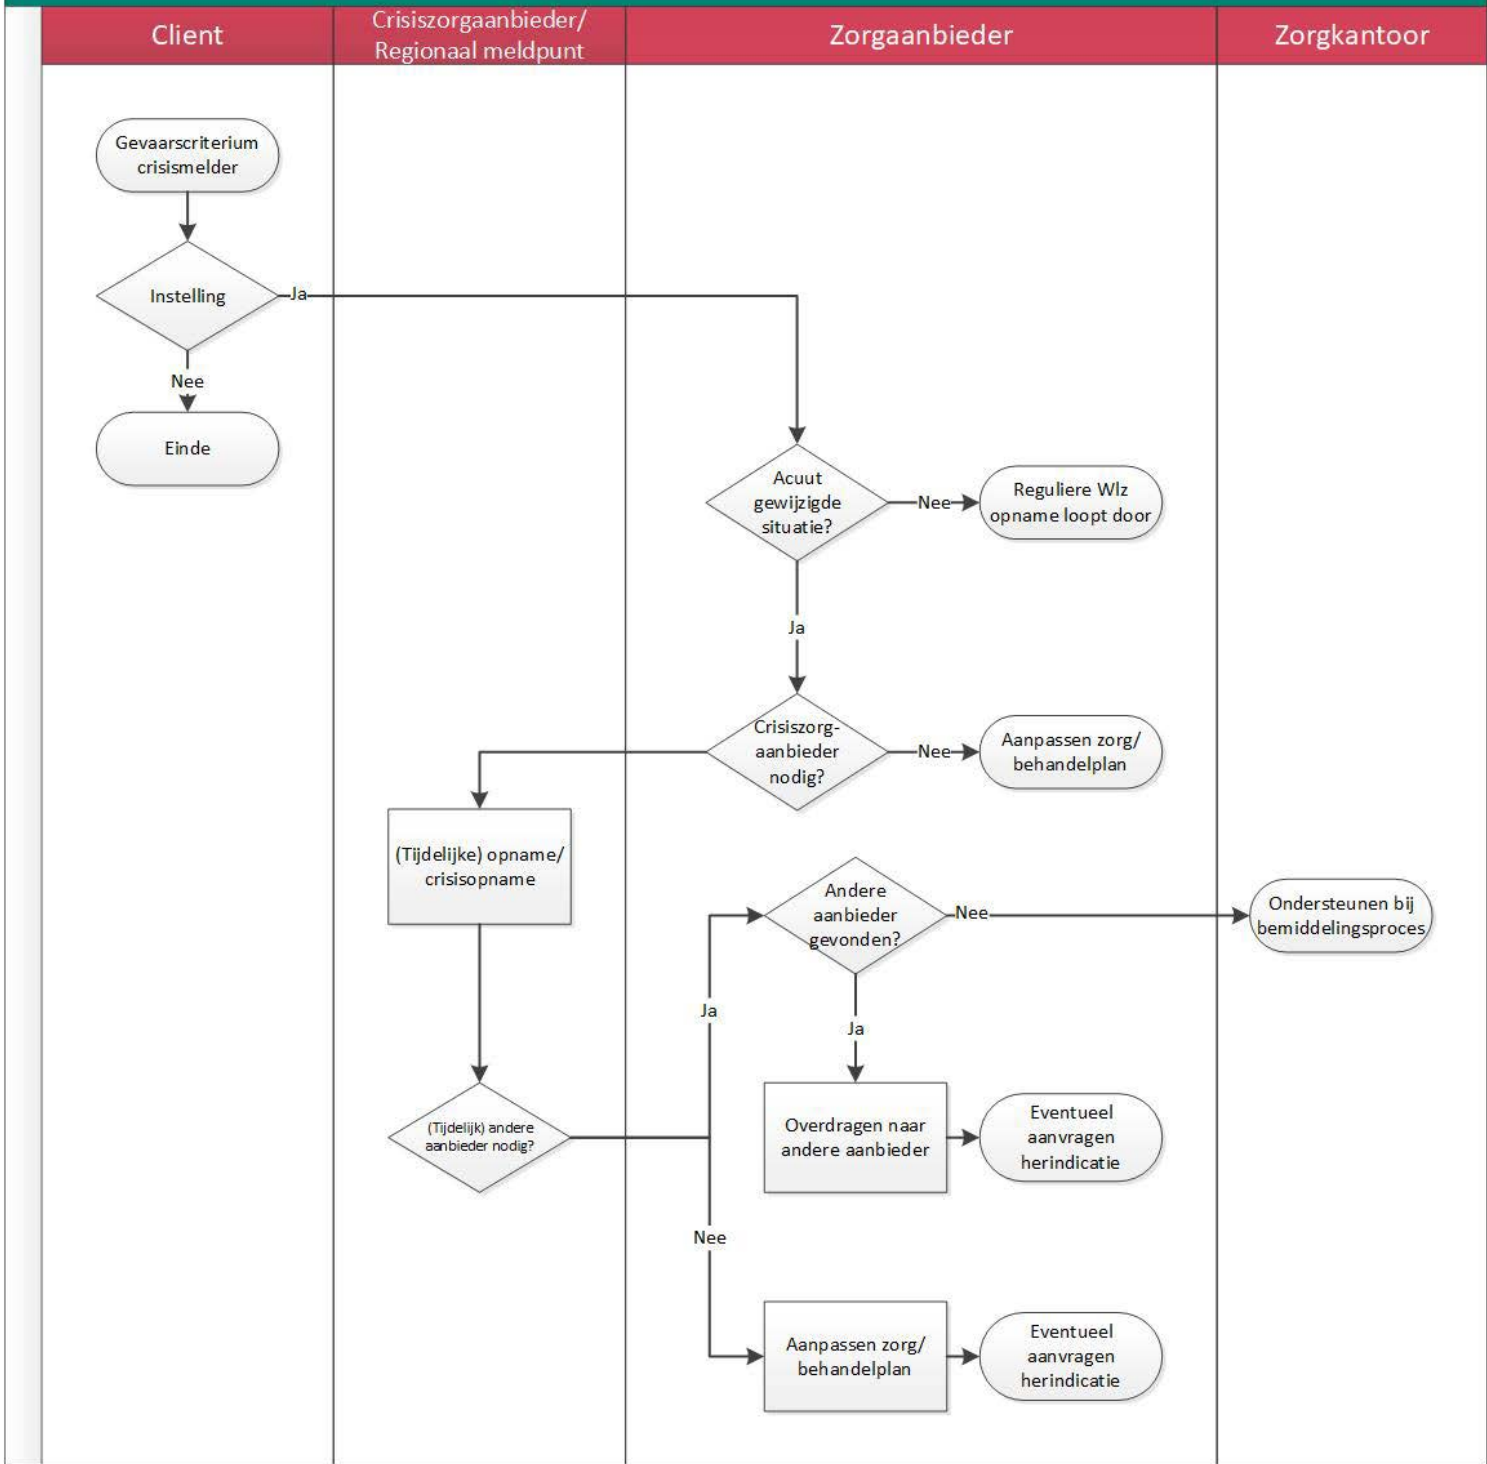 Client
Crisiszorgaanbieder/
Regionaal meldpunt
Zorgaanbieder
Zorgkantoor
Gevaarscriterium
crisismelder
Instelling
Ja
Nee
Einde
Acuut
gewijzigde
situatie?
Nee
Reguliere Wlz
opname loopt door
Ja
Crisiszorg-
aanbieder
nodig?
Nee
Aanpassen zorg/
behandelplan
(Tijdelijke) opname/
crisisopname
Andere
aanbieder
gevonden?
Nee
Ondersteunen bij
bemiddelingsproces
Ja
Ja
(Tijdelijk) andere
aanbieder nodig?
Overdragen naar
andere aanbieder
Eventueel
aanvragen
herindicatie
Nee
Aanpassen zorg/
behandelplan
Eventueel
aanvragen
herindicatie